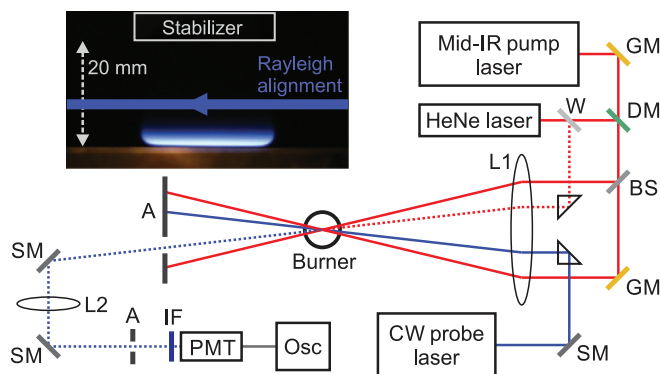 Stabilizer
20 mm
Rayleigh
alignment
Mid-IR pump
laser
GM
HeNe laser
W
DM
L1
BS
A
Burner
SM
GM
L2
SM
A
IF
PMT
Osc
CW probe
laser
SM